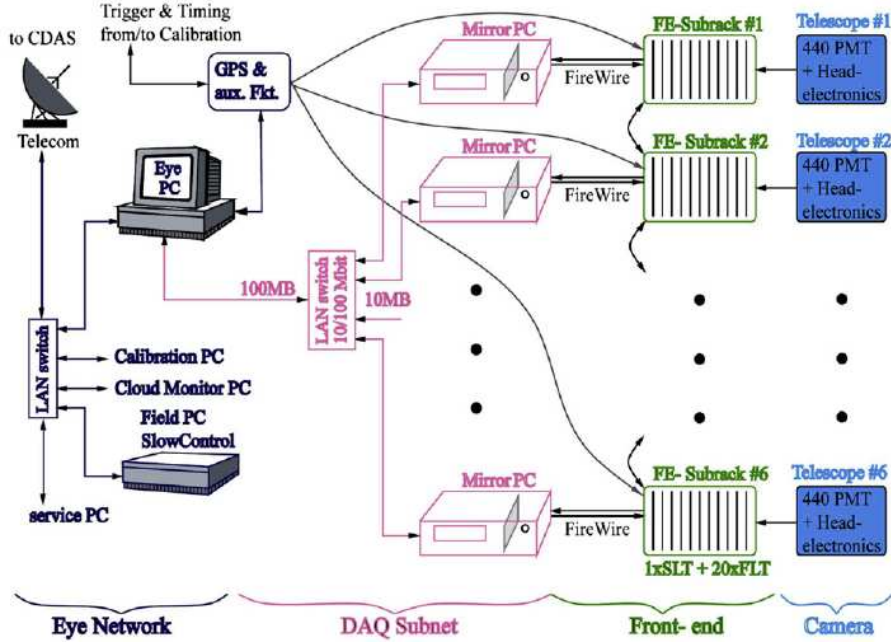 Trigger & Timing
from/to Calibration
to CDAS
Telecom
GPS &
aux. Fkt.
Eye
PC
LAN switch
Calibration PC
Cloud Monitor PC
Field PC
SlowControl
service PC
100MB
LAN switch
10/100 Mbit
10MB
Mirror PC
FireWire
FE-Subrack #1
Telescope #1
440 PMT
+ Head-
electronics
Mirror PC
FireWire
FE- Subrack #2
Telescope #2
440 PMT
+ Head-
electronics
Mirror PC
FireWire
FE- Subrack #6
1xSLT + 20xFLT
Telescope #6
440 PMT
+ Head-
electronics
Eye Network
DAQ Subnet
Front- end
Camera